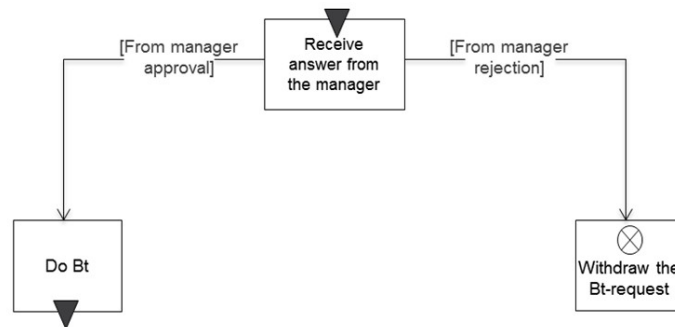 [From manager
approval]
Receive
answer from
the manager
[From manager
rejection]
Do Bt
Withdraw the
Bt-request